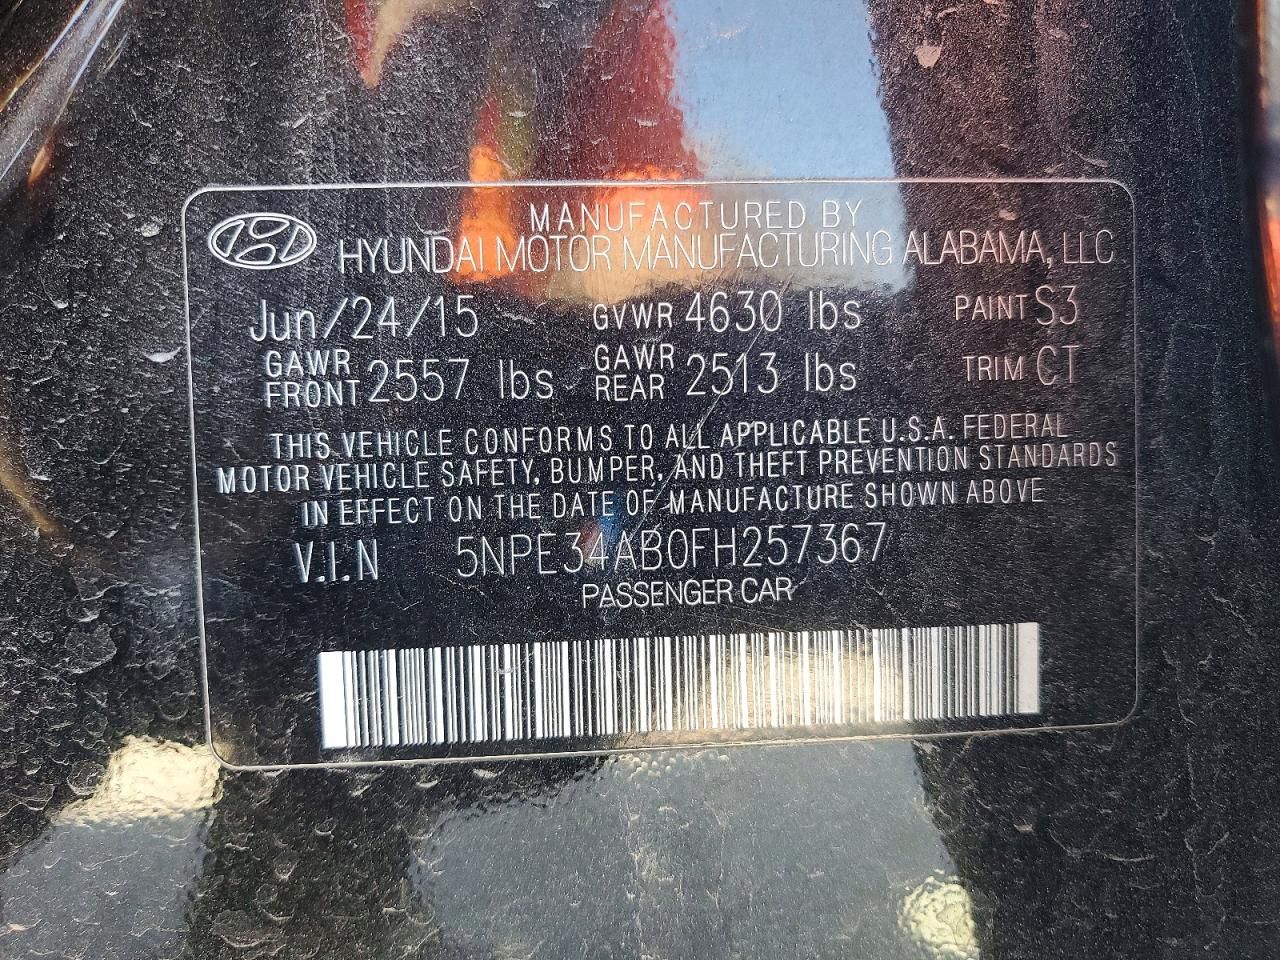 MANUFACTURED BY
HYUNDAI MOTOR MANUFACTURING ALABAMA, LLC
Jun/24/15 GVWR 4630 lbs PAINT S3
GAWR FRONT 2557 lbs GAWR REAR 2513 lbs TRIM CT
THIS VEHICLE CONFORMS TO ALL APPLICABLE U.S.A. FEDERAL
MOTOR VEHICLE SAFETY, BUMPER, AND THEFT PREVENTION STANDARDS
IN EFFECT ON THE DATE OF MANUFACTURE SHOWN ABOVE
V.I.N 5NPE34AB0FH257367
PASSENGER CAR